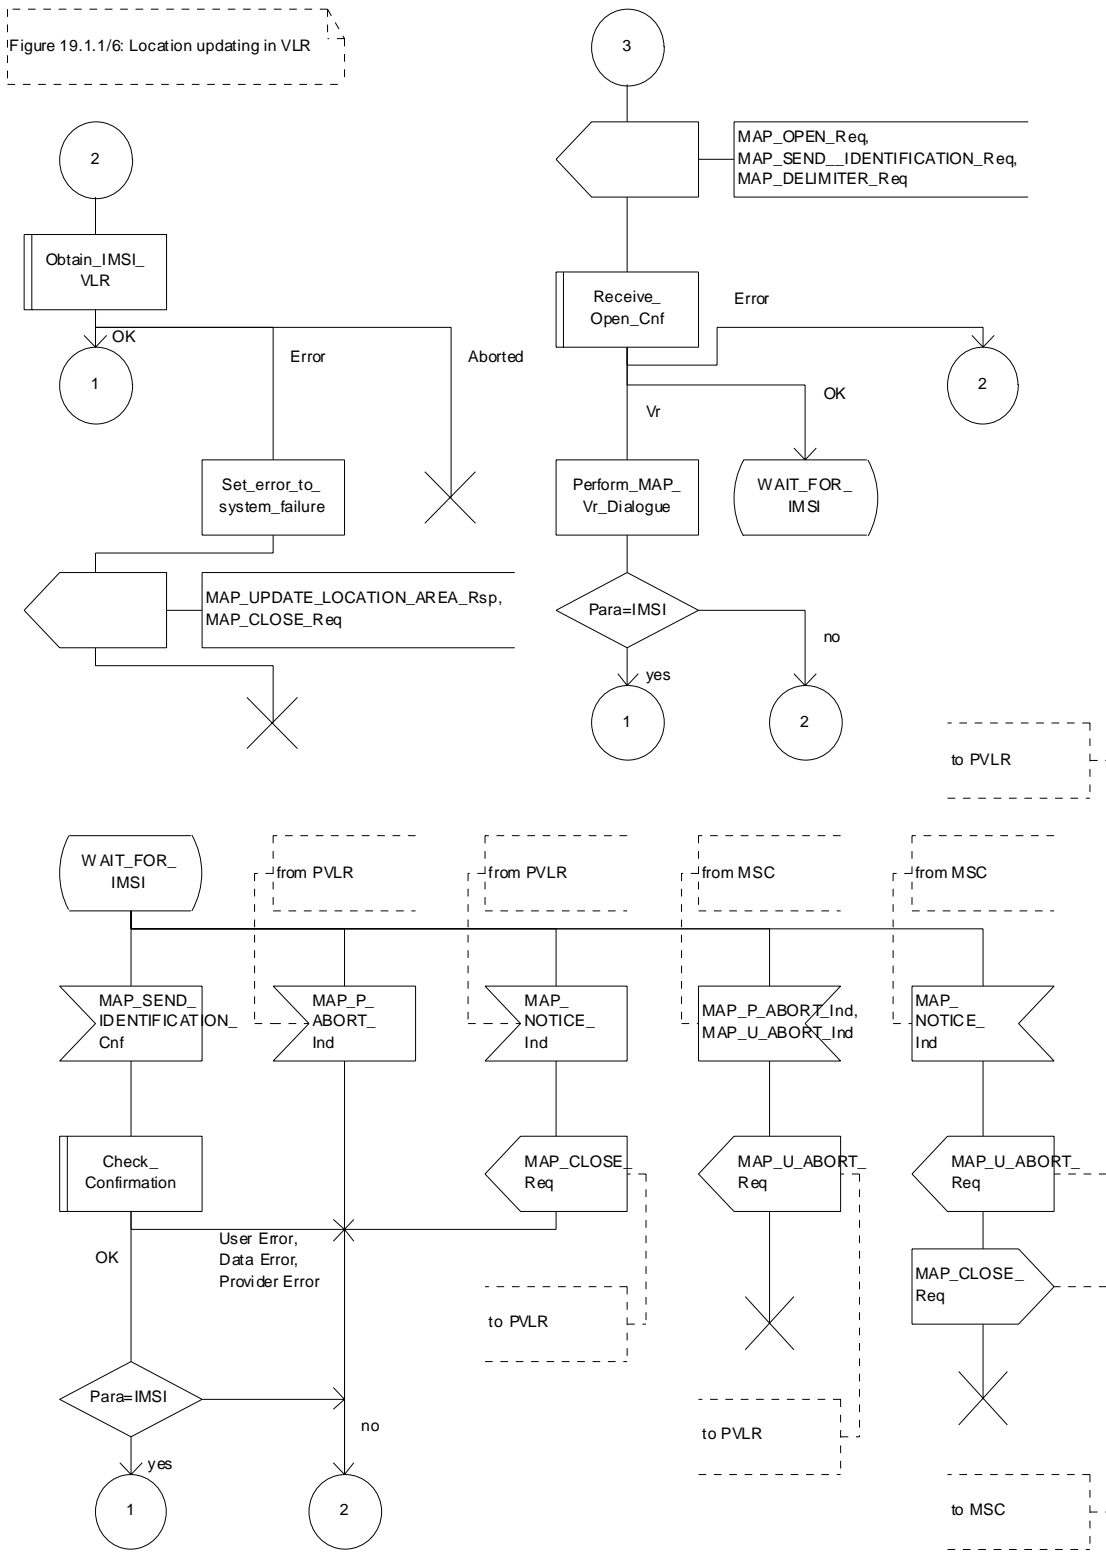 Figure 19.1.1/6: Location updating in VLR
2
Obtain_IMSI_
VLR
OK
Error
Aborted
1
Set_error_to_
system_failure
MAP_UPDATE_LOCATION_AREA_Rsp,
MAP_CLOSE_Req
3
MAP_OPEN_Req,
MAP_SEND__IDENTIFICATION_Req,
MAP_DELIMITER_Req
Receive_
Open_Cnf
Error
2
OK
Vr
Perform_MAP_
Vr_Dialogue
WAIT_FOR_
IMSI
Para=IMSI
no
yes
1
2
to PVLR
WAIT_FOR_
IMSI
from PVLR
from PVLR
from MSC
from MSC
MAP_SEND_
IDENTIFICATION_
Cnf
MAP_P_
ABORT_
Ind
MAP_
NOTICE_
Ind
MAP_P_ABORT_Ind,
MAP_U_ABORT_Ind
MAP_
NOTICE_
Ind
Check_
Confirmation
MAP_CLOSE_
Req
MAP_U_ABORT_
Req
MAP_U_ABORT_
Req
OK
User Error,
Data Error,
Provider Error
MAP_CLOSE_
Req
to PVLR
Para=IMSI
no
to PVLR
yes
1
2
to MSC